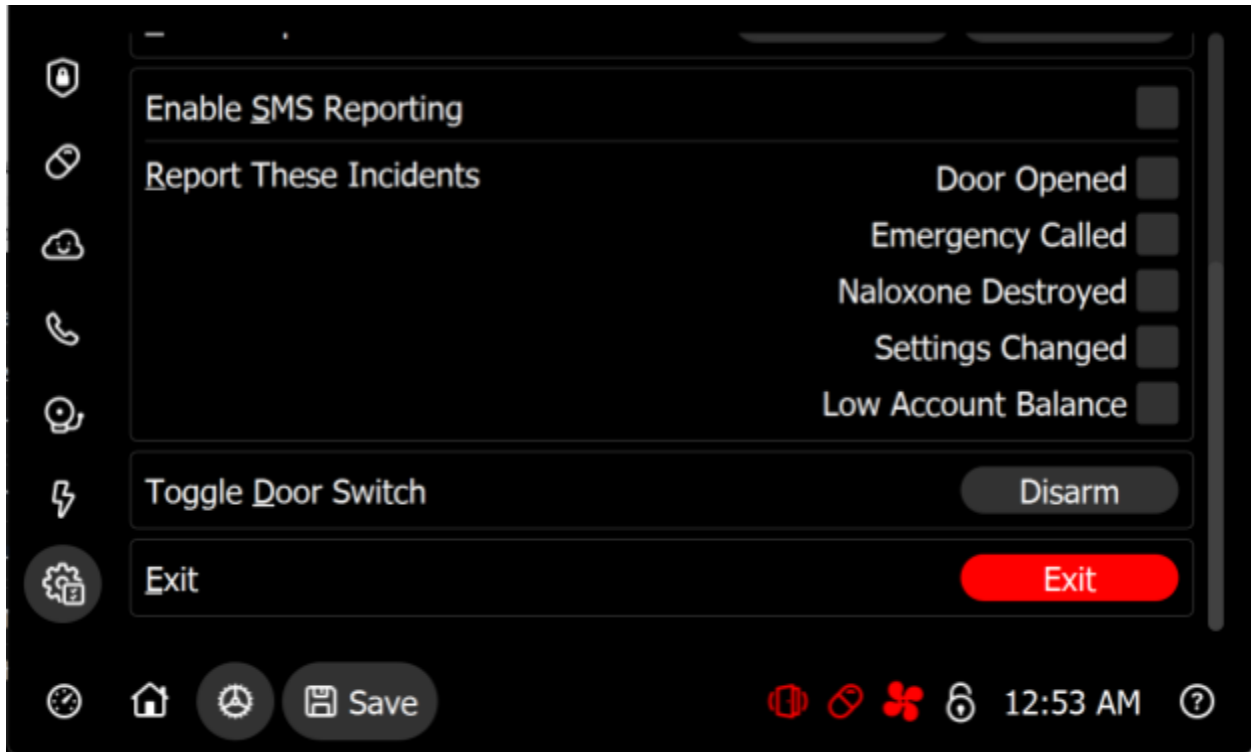 Enable SMS Reporting
Report These Incidents
Door Opened
Emergency Called
Naloxone Destroyed
Settings Changed
Low Account Balance
Toggle Door Switch
Disarm
Exit
Exit
Save
12:53 AM